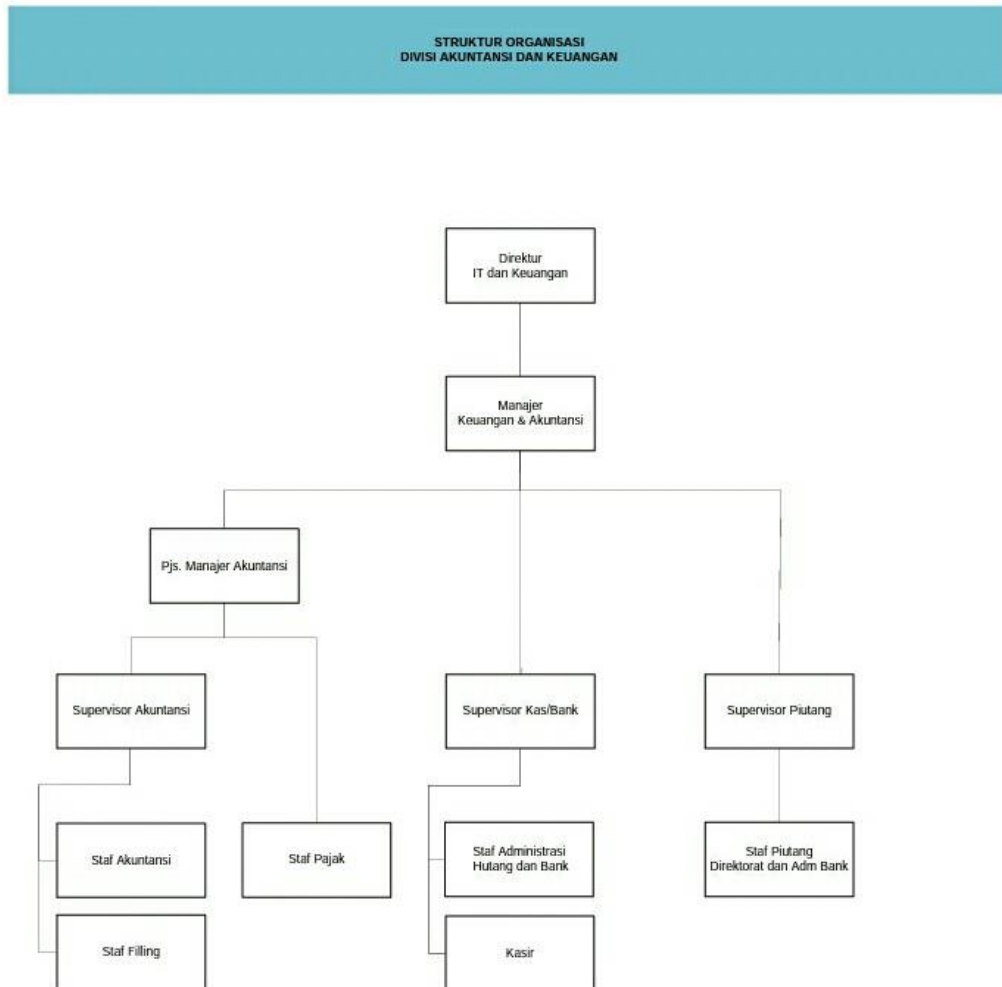 STRUKTUR ORGANISASI
DIVISI AKUNTANSI DAN KEUANGAN
Direktur
IT dan Keuangan
Manajer
Keuangan & Akuntansi
Pjs. Manajer Akuntansi
Supervisor Akuntansi
Supervisor Kas/Bank
Supervisor Piutang
Staf Akuntansi
Staf Pajak
Staf Administrasi
Hutang dan Bank
Staf Piutang
Direktorat dan Adm Bank
Staf Filling
Kasir